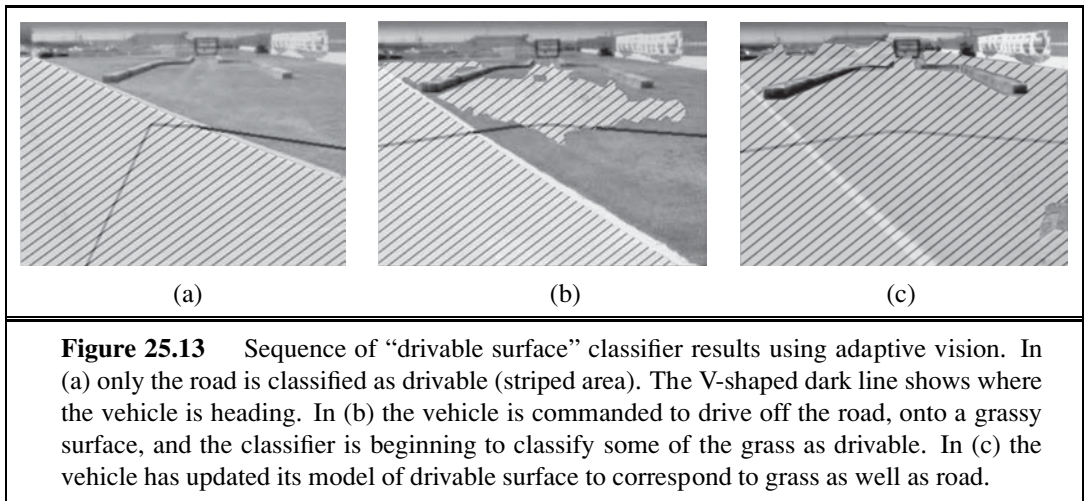 (a)
(b)
(c)
Figure 25.13 Sequence of “drivable surface” classifier results using adaptive vision. In
(a) only the road is classified as drivable (striped area). The V-shaped dark line shows where
the vehicle is heading. In (b) the vehicle is commanded to drive off the road, onto a grassy
surface, and the classifier is beginning to classify some of the grass as drivable. In (c) the
vehicle has updated its model of drivable surface to correspond to grass as well as road.